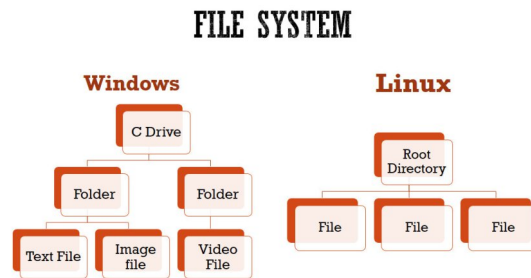 FILE SYSTEM
Windows
C Drive
Folder
Folder
Text File
Image
file
Video
File
Linux
Root
Directory
File
File
File